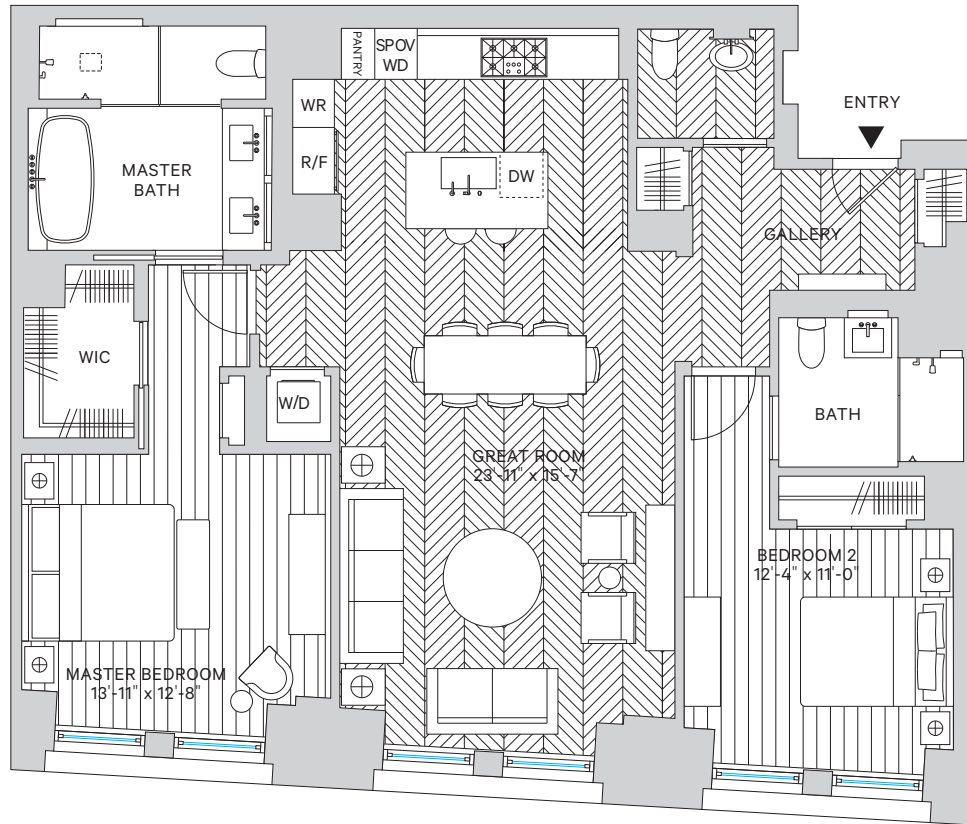 PANTRY
SPOV
WD
WR
R/F
DW
ENTRY
MASTER
BATH
GALLERY
WIC
W/D
BATH
GREAT ROOM
23'-11" x 15'-7"
BEDROOM 2
12'-4" x 11'-0"
MASTER BEDROOM
13'-11" x 12'-8"